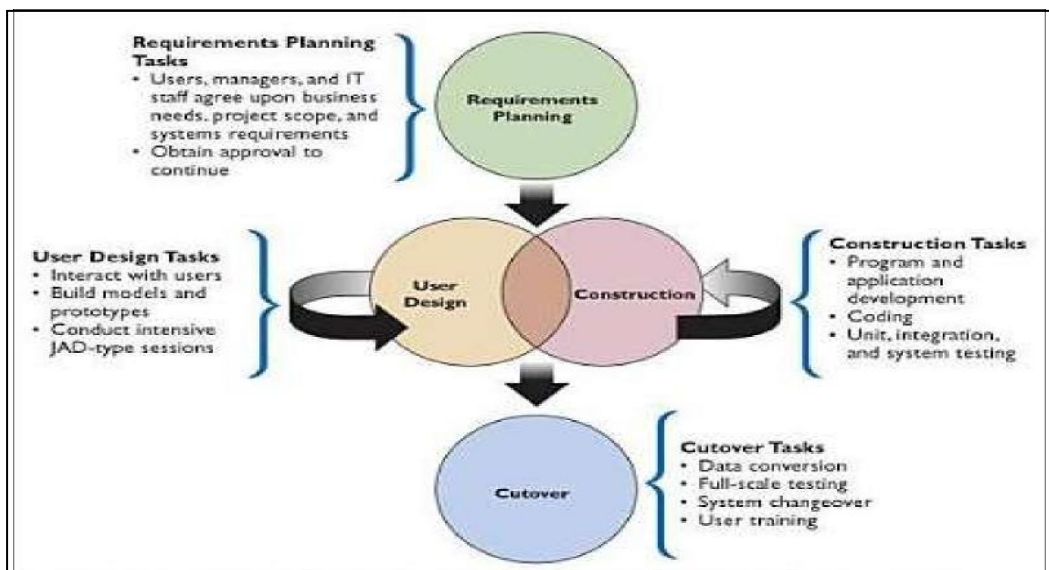 Requirements Planning
Tasks
• Users, managers, and IT
staff agree upon business
needs, project scope, and
systems requirements
• Obtain approval to
continue
Requirements
Planning
User Design Tasks
• Interact with users
• Build models and
prototypes
• Conduct intensive
JAD-type sessions
User
Design
Construction
Construction Tasks
• Program and
application
development
• Coding
• Unit, integration,
and system testing
Cutover
Cutover Tasks
• Data conversion
• Full-scale testing
• System changeover
• User training